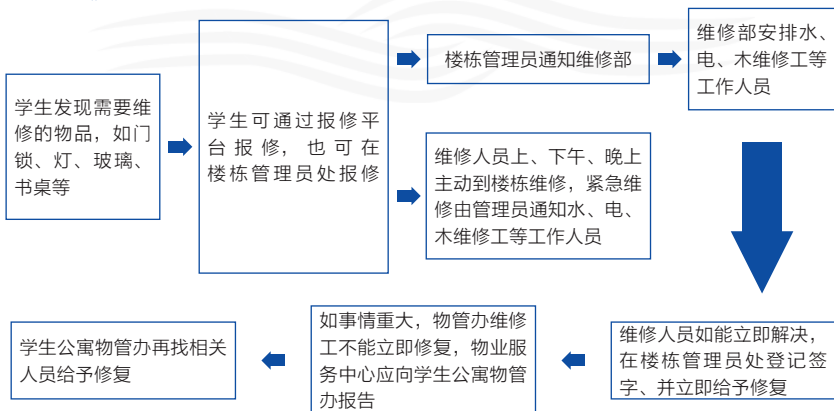 学生发现需要维
修的物品，如门
锁、灯、玻璃、
书桌等
学生可通过报修平
台报修，也可在
楼栋管理员处报修
楼栋管理员通知维修部
维修部安排水、
电、木维修工等
工作人员
维修人员上、下午、晚上
主动到楼栋维修，紧急维
修由管理员通知水、电、
木维修工等工作人员
维修人员如能立即解决，
在楼栋管理员处登记签
字、并立即给予修复
如事情重大，物管办维修
工不能立即修复，物业服
务中心应向学生公寓物管
办报告
学生公寓物管办再找相关
人员给予修复